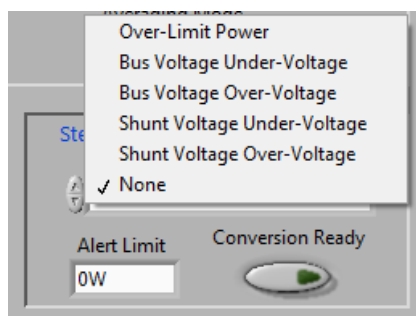 Over-Limit Power
Bus Voltage Under-Voltage
Bus Voltage Over-Voltage
Shunt Voltage Under-Voltage
Shunt Voltage Over-Voltage
Ste
✓ None
Alert Limit
Conversion Ready
0W